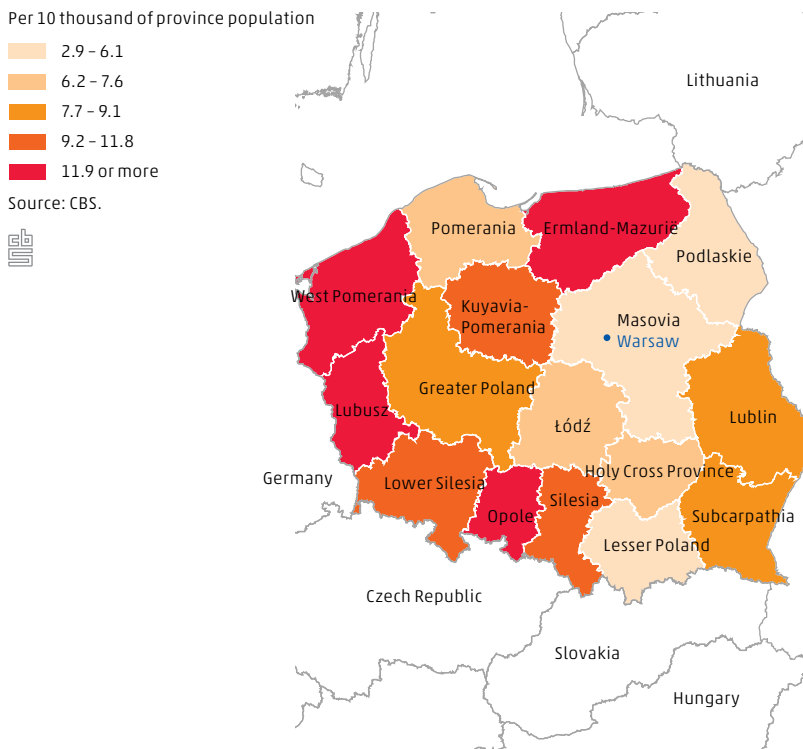 Per 10 thousand of province population
2.9 – 6.1
6.2 – 7.6
7.7 – 9.1
9.2 – 11.8
11.9 or more
Source: CBS.
cbs
Lithuania
Pomerania
Ermland-Mazurië
Podlaskie
West Pomerania
Kuyavia-
Pomerania
Masovia
Warsaw
Greater Poland
Lubusz
Łódź
Lublin
Germany
Lower Silesia
Holy Cross Province
Silesia
Opole
Subcarpathia
Lesser Poland
Czech Republic
Slovakia
Hungary